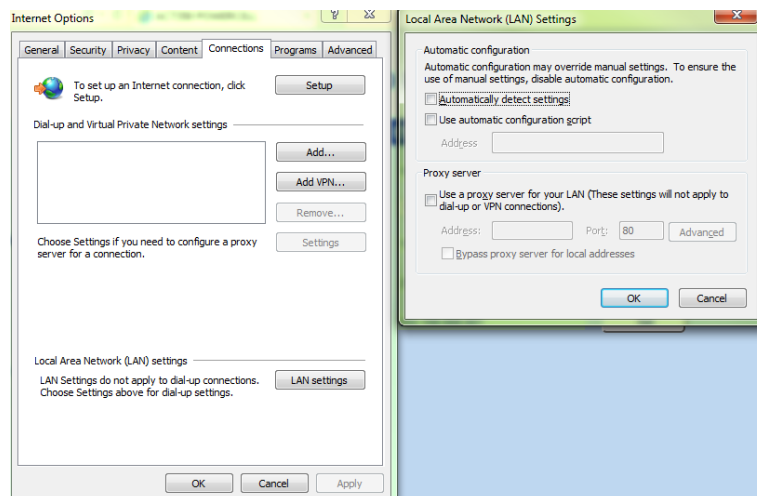 Internet Options
General Security Privacy Content Connections Programs Advanced
To set up an Internet connection, click
Setup.
Setup
Dial-up and Virtual Private Network settings
Add...
Add VPN...
Remove...
Choose Settings if you need to configure a proxy
server for a connection.
Settings
Local Area Network (LAN) settings
LAN Settings do not apply to dial-up connections.
Choose Settings above for dial-up settings.
LAN settings
OK Cancel Apply
Local Area Network (LAN) Settings
Automatic configuration
Automatic configuration may override manual settings. To ensure the
use of manual settings, disable automatic configuration.
Automatically detect settings
Use automatic configuration script
Address
Proxy server
Use a proxy server for your LAN (These settings will not apply to
dial-up or VPN connections).
Address: Port: 80 Advanced
Bypass proxy server for local addresses
OK Cancel